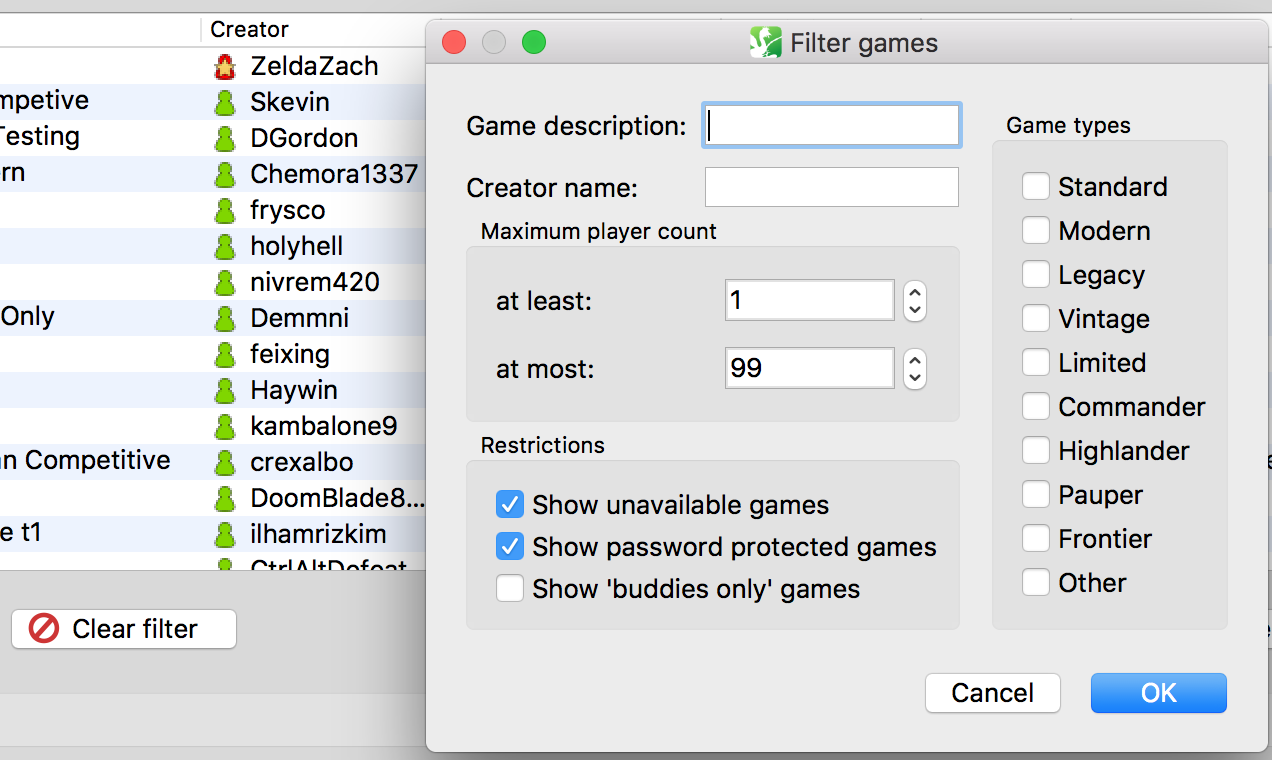 Creator
ZeldaZach
mpetive
Skevin
Testing
DGordon
rn
Chemora1337
frysco
holyhell
nivrem420
Only
Demmni
feixing
Haywin
kambalone9
n Competitive
crexalbo
DoomBlade8...
e t1
ilhamrizkim
CtrlAltDefeat
Clear filter
Filter games
Game description:
Creator name:
Maximum player count
at least:
1
at most:
99
Restrictions
Show unavailable games
Show password protected games
Show 'buddies only' games
Game types
Standard
Modern
Legacy
Vintage
Limited
Commander
Highlander
Pauper
Frontier
Other
Cancel
OK